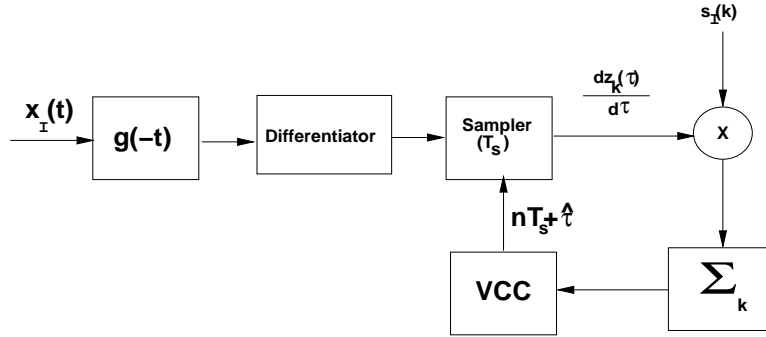 s_I(k)
x_I(t)
g(−t)
Differentiator
Sampler
(T_s)
dz_k(τ)
dτ
X
nT_s+τ̂
VCC
Σ_k